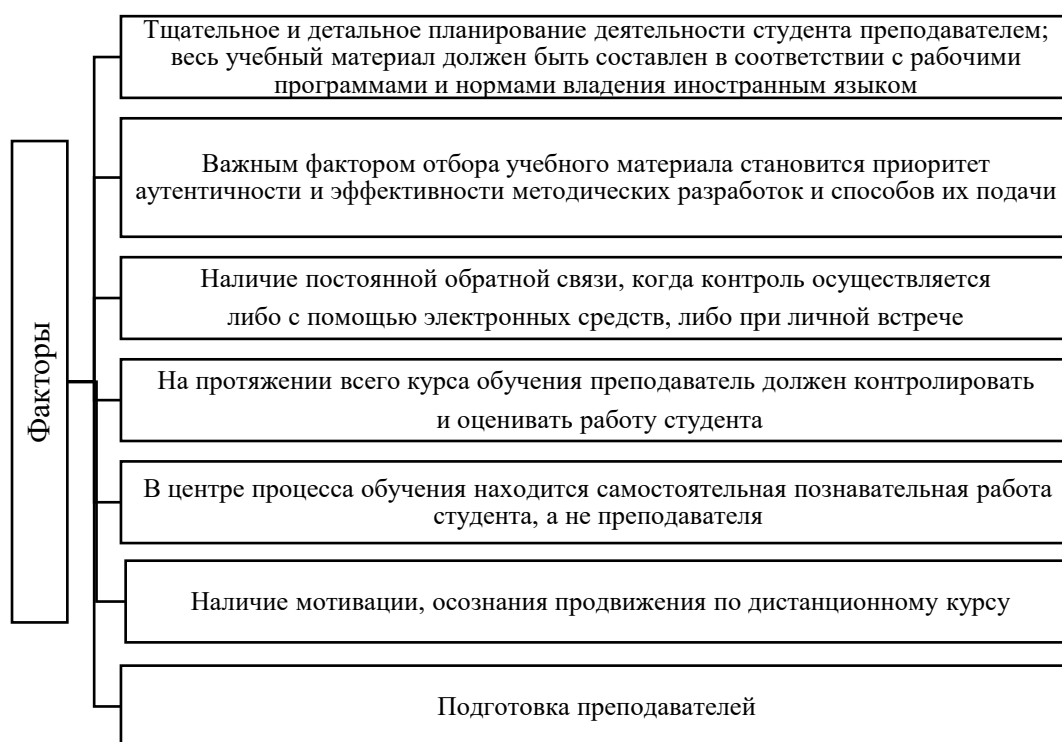 Факторы
Тщательное и детальное планирование деятельности студента преподавателем;
весь учебный материал должен быть составлен в соответствии с рабочими
программами и нормами владения иностранным языком
Важным фактором отбора учебного материала становится приоритет
аутентичности и эффективности методических разработок и способов их подачи
Наличие постоянной обратной связи, когда контроль осуществляется
либо с помощью электронных средств, либо при личной встрече
На протяжении всего курса обучения преподаватель должен контролировать
и оценивать работу студента
В центре процесса обучения находится самостоятельная познавательная работа
студента, а не преподавателя
Наличие мотивации, осознания продвижения по дистанционному курсу
Подготовка преподавателей